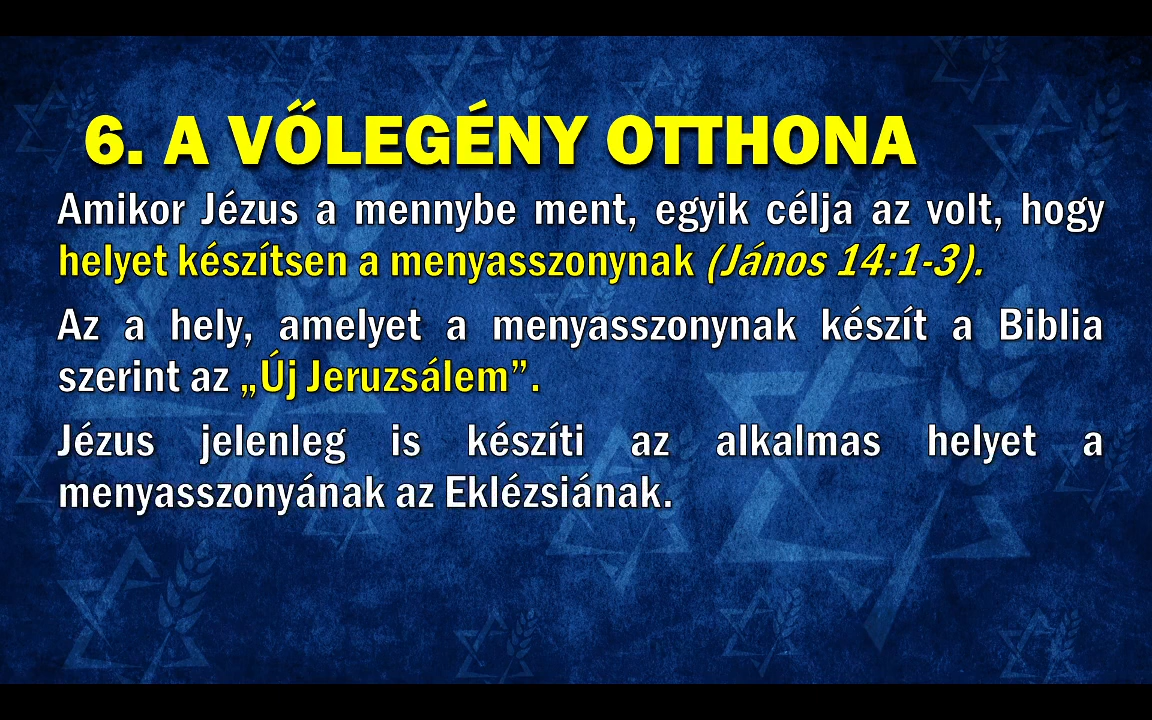 6. A VŐLEGÉNY OTTHONA
Amikor Jézus a mennybe ment, egyik célja az volt, hogy
helyet készítsen a menyasszonynak (János 14:1-3).
Az a hely, amelyet a menyasszonynak készít a Biblia
szerint az „Új Jeruzsálem”.
Jézus jelenleg is készíti az alkalmas helyet a
menyasszonyának az Eklézsiának.